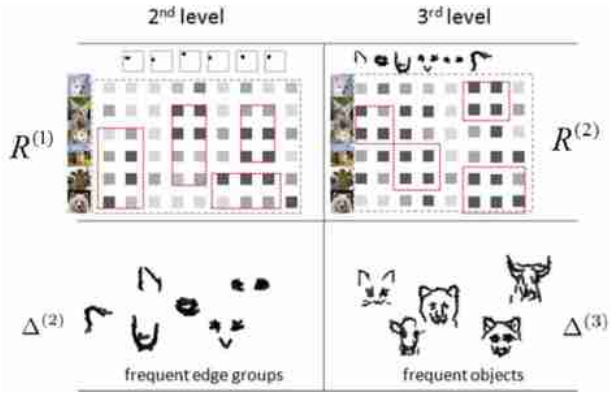 2nd level
3rd level
R(1)
R(2)
Δ(2)
Δ(3)
frequent edge groups
frequent objects